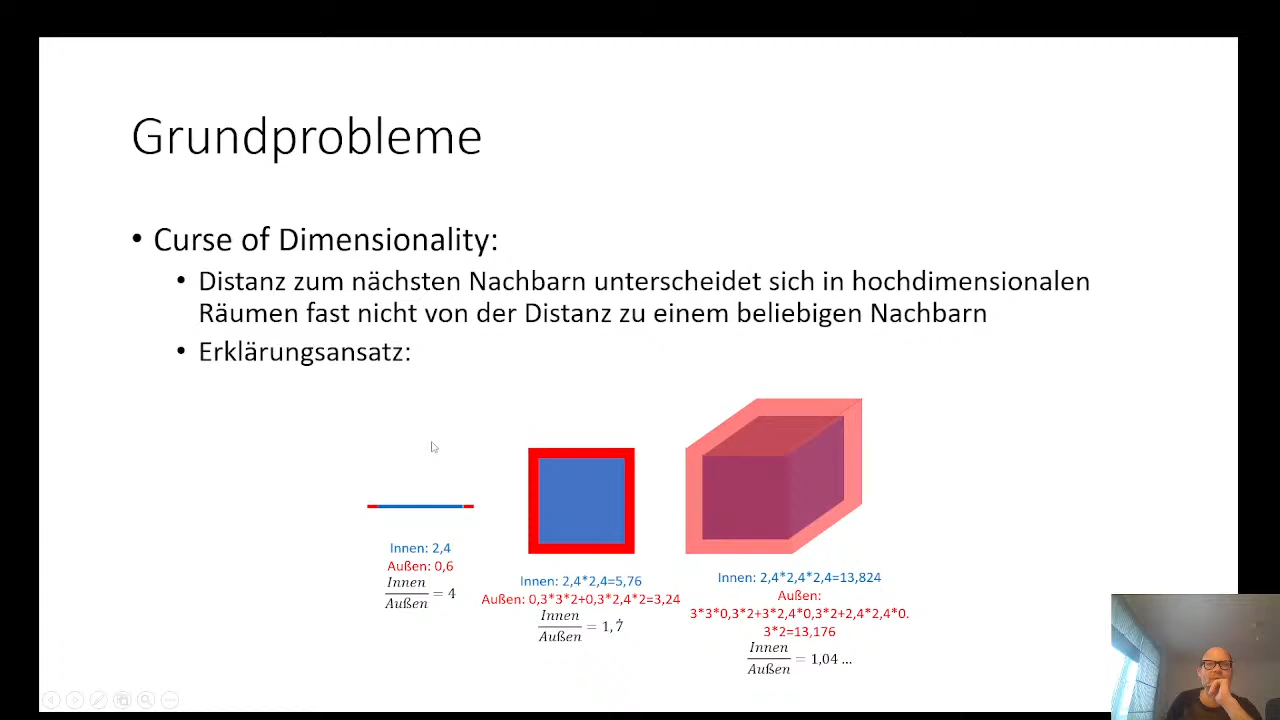 Grundprobleme
• Curse of Dimensionality:
• Distanz zum nächsten Nachbarn unterscheidet sich in hochdimensionalen
Räumen fast nicht von der Distanz zu einem beliebigen Nachbarn
• Erklärungsansatz:
Innen: 2,4
Außen: 0,6
Innen/Außen = 4
Innen: 2,4*2,4=5,76
Außen: 0,3*3*2+0,3*2,4*2=3,24
Innen/Außen = 1,7̇
Innen: 2,4*2,4*2,4=13,824
Außen:
3*3*0,3*2+3*2,4*0,3*2+2,4*2,4*0.
3*2=13,176
Innen/Außen = 1,04 ...